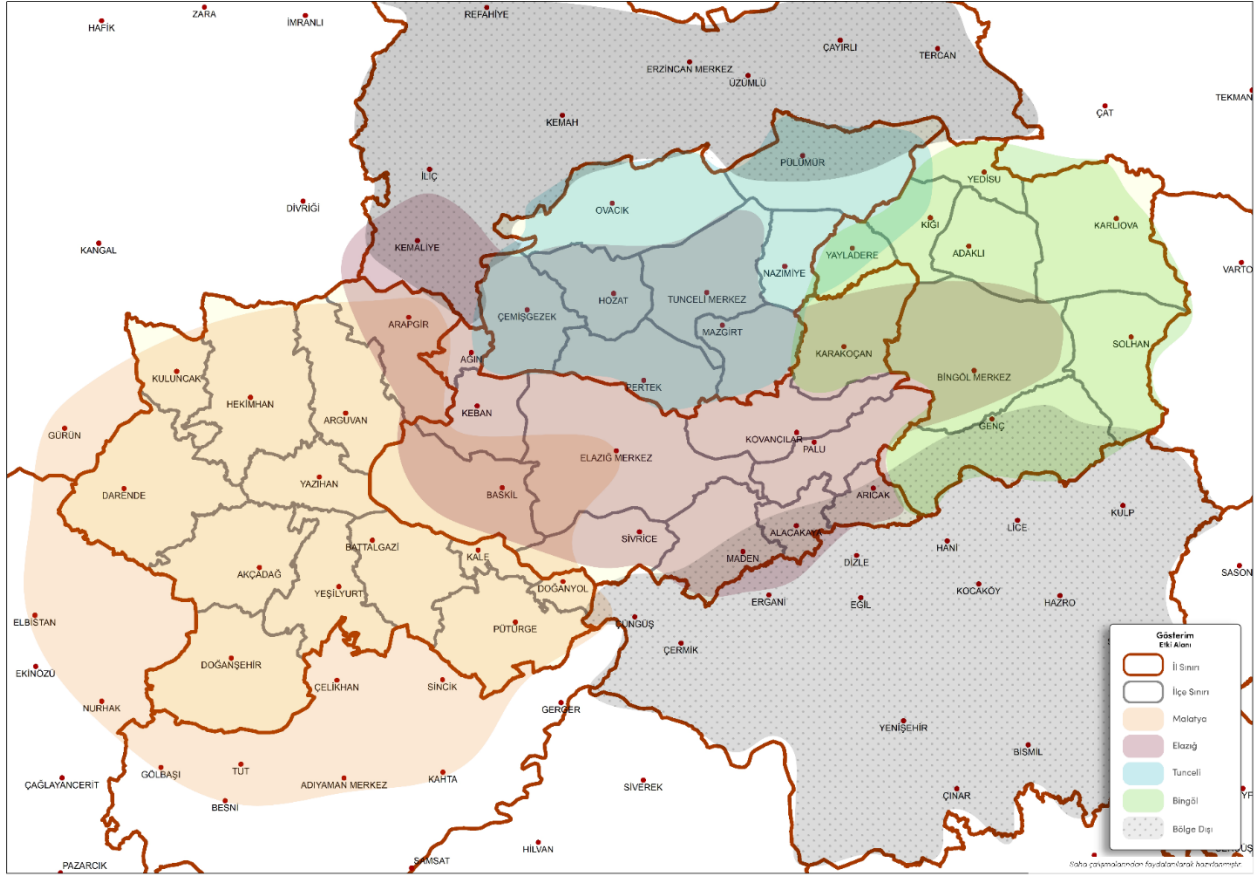 REFAHİYE
ZARA
İMRANLI
HAFİK
ÇAYIRLI
TERCAN
ERZİNCAN MERKEZ
ÜZÜMLÜ
TEKMAN
ÇAT
KEMAH
PÜLÜMÜR
İLİÇ
YEDİSU
DİVRİĞİ
OVACIK
KIĞI
KARLIOVA
KANGAL
KEMALİYE
YAYLADERE
ADAKLI
VARTO
NAZIMİYE
TUNCELİ MERKEZ
HOZAT
ÇEMİŞGEZEK
ARAPGİR
MAZGİRT
SOLHAN
AĞIN
KARAKOÇAN
KULUNCAK
BİNGÖL MERKEZ
PERTEK
HEKİMHAN
KEBAN
ARGUVAN
GENÇ
GÜRÜN
KOVANCILAR
PALU
ELAZIĞ MERKEZ
YAZIHAN
DARENDE
BASKİL
ARICAK
KULP
LİCE
SİVRİCE
ALACAKAYA
BATTALGAZİ
HANİ
KALE
MADEN
DİZLE
SASON
AKÇADAĞ
YEŞİLYURT
DOĞANYOL
ERGANİ
EĞİL
KOCAKÖY
HAZRO
ELBİSTAN
PÜTÜRGE
ÇÜNGÜŞ
ÇERMİK
DOĞANŞEHİR
EKİNÖZÜ
ÇELİKHAN
SİNCİK
NURHAK
GERGER
YENİŞEHİR
BİSMİL
ÇAĞLAYANCERİT
GÖLBAŞI
TUT
ADIYAMAN MERKEZ
KAHTA
SİVEREK
BESNİ
ÇINAR
HİLVAN
PAZARCIK
SAMSAT
Gösterim
Etki Alanı
İl Sınırı
İlçe Sınırı
Malatya
Elazığ
Tunceli
Bingöl
Bölge Dışı
Saha çalışmalarından faydalanılarak hazırlanmıştır.